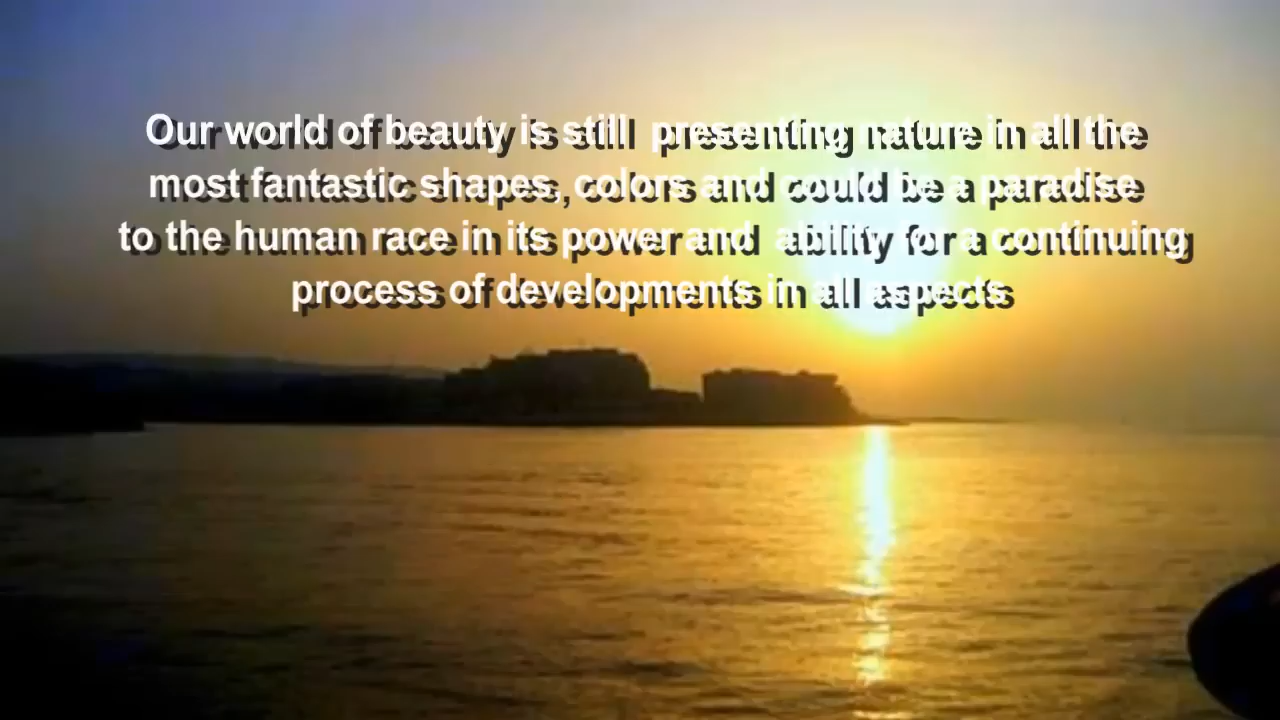 Our world of beauty is still presenting nature in all the
most fantastic shapes, colors and could be a paradise
to the human race in its power and ability for a continuing
process of developments in all aspects